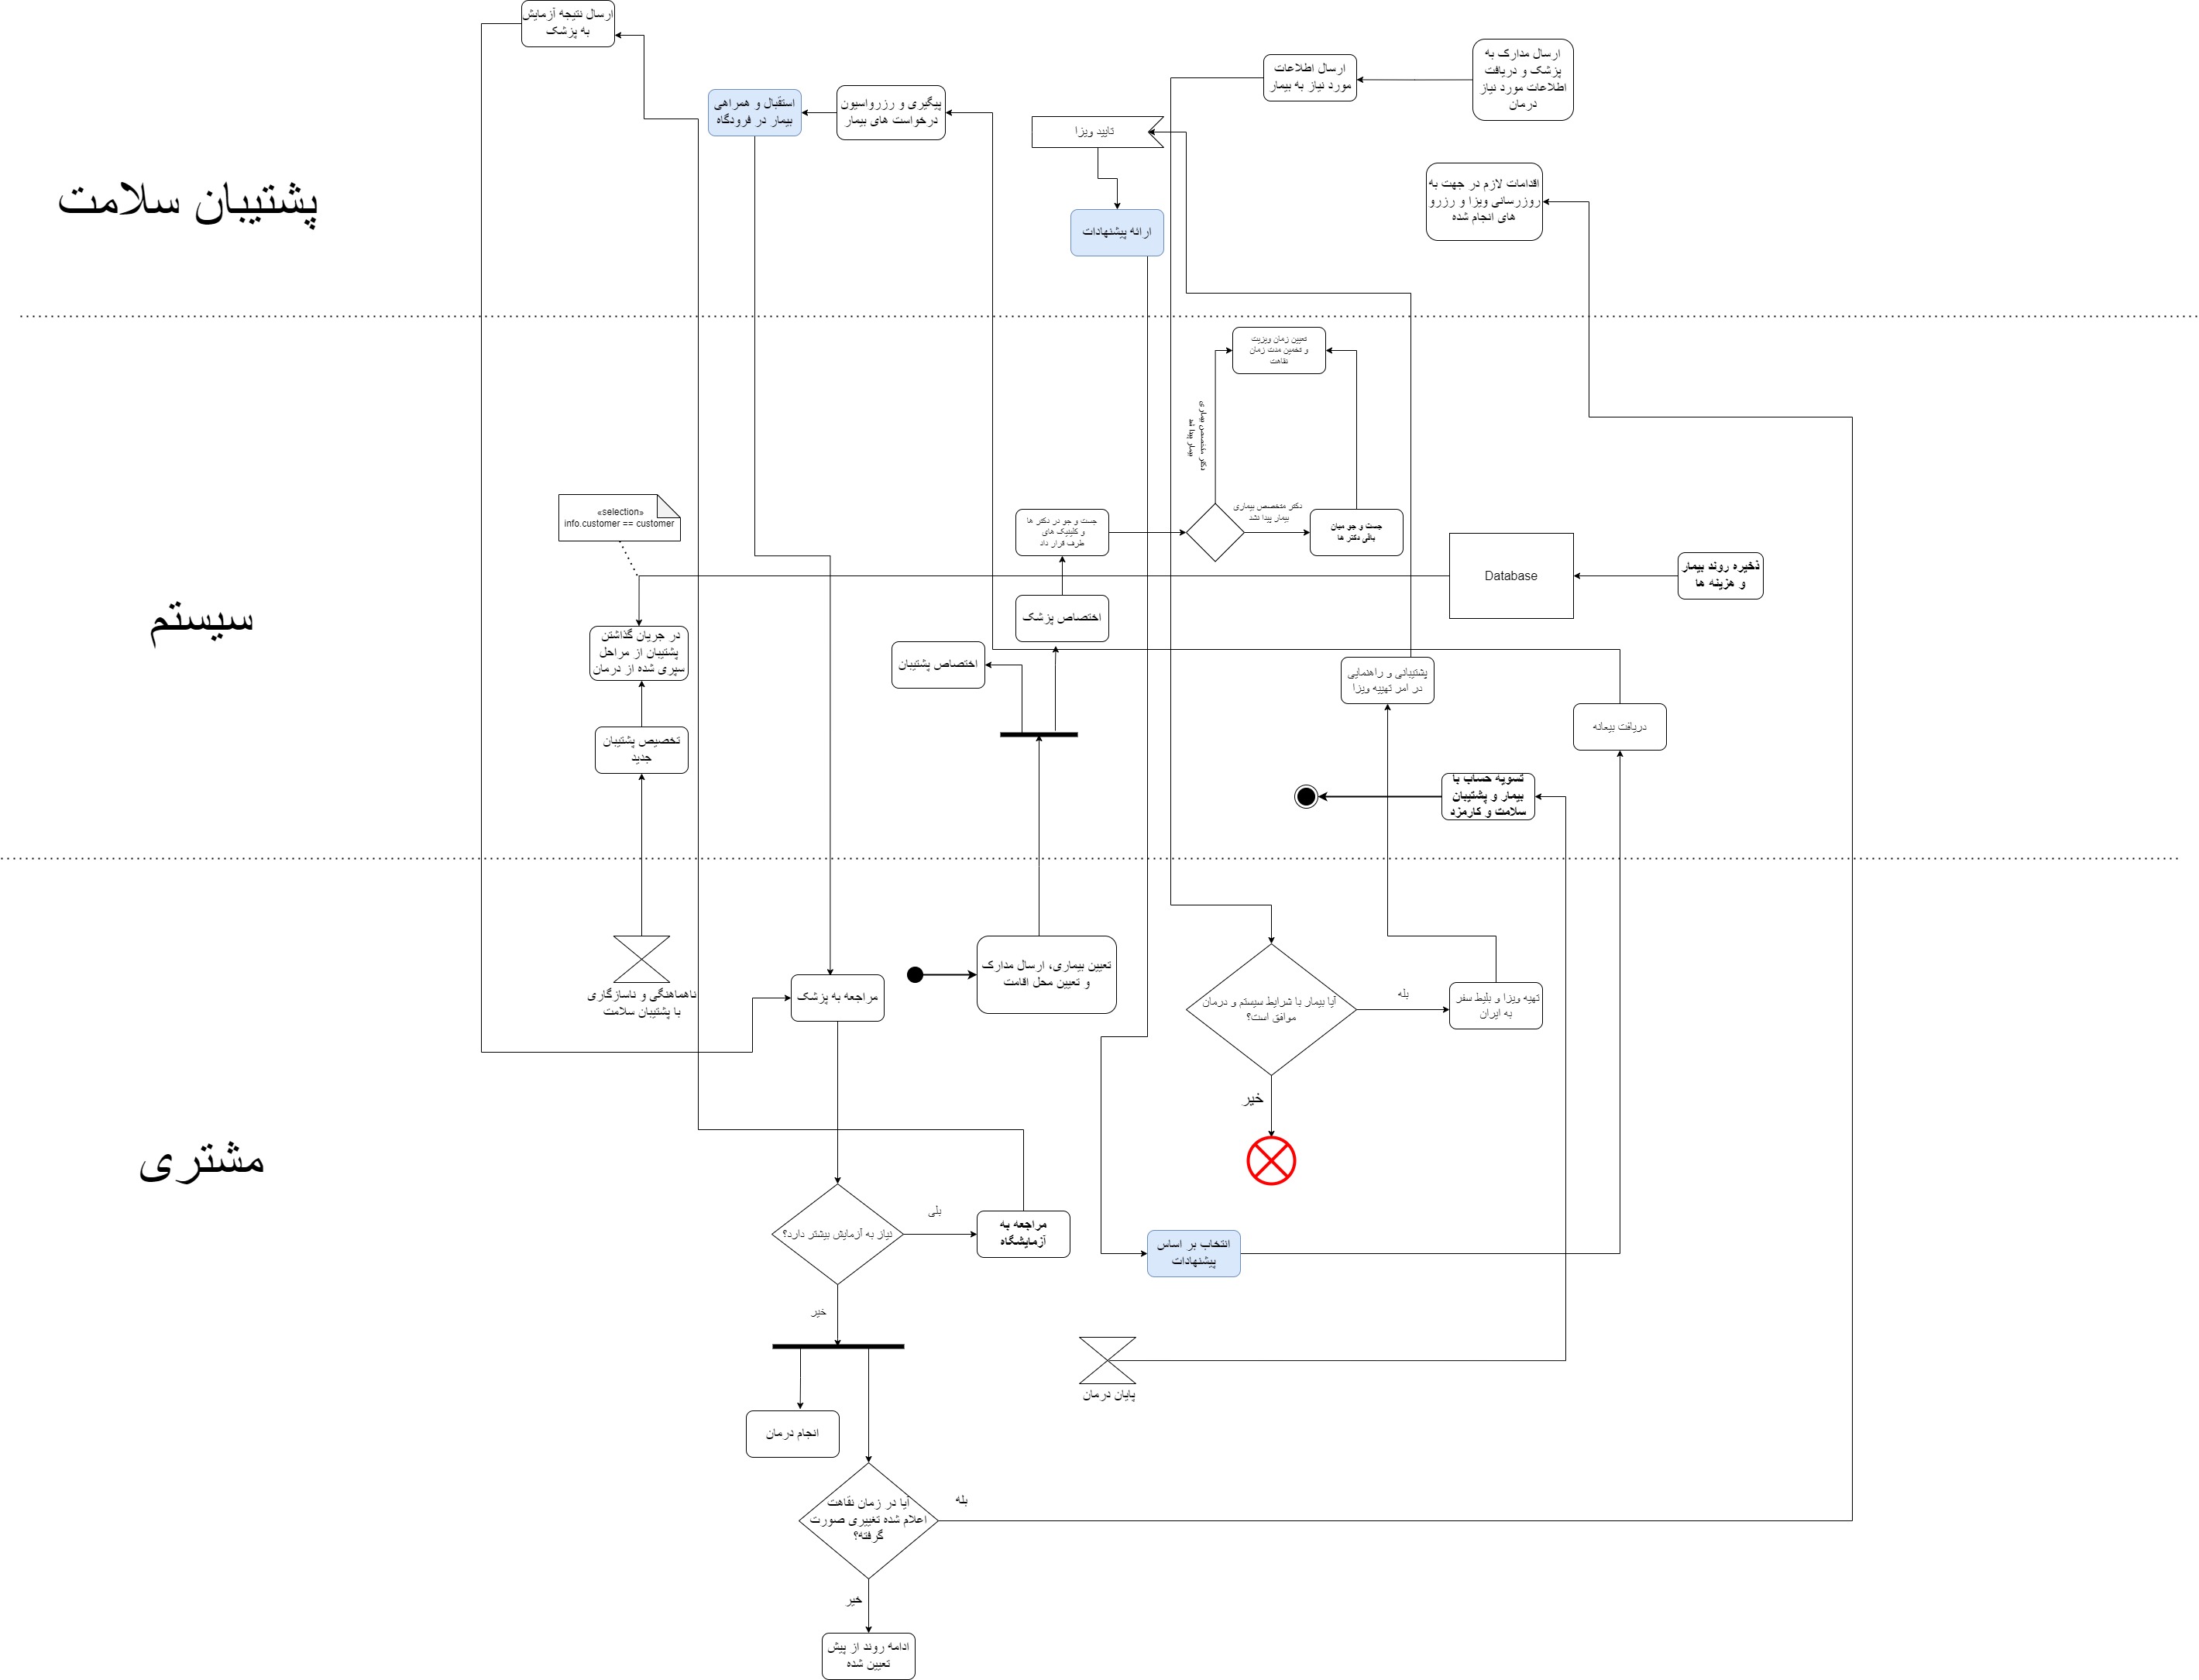 ارسال نتیجه آزمایش
به پزشک
ارسال مدارک به
پزشک و دریافت
اطلاعات مورد نیاز
درمان
ارسال اطلاعات
مورد نیاز به بیمار
پیگیری و رزرواسیون
درخواست های بیمار
استقبال و همراهی
بیمار در فرودگاه
تایید ویزا
اقدامات لازم در جهت به
روزرسانی ویزا و رزرو
های انجام شده
پشتیبان سلامت
ارائه پیشنهادات
تعیین زمان ویزیت
و تخمین مدت زمان
نقاهت
دکتر متخصص بیماری
بیمار پیدا شد
«selection»
info.customer == customer
جست و جو در دکتر ها
و کلینیک های
طرف قرار داد
دکتر متخصص بیماری
بیمار پیدا نشد
جست و جو میان
باقی دکتر ها
Database
ذخیره روند بیمار
و هزینه ها
سیستم
اختصاص پزشک
در جریان گذاشتن
پشتیبان از مراحل
سپری شده از درمان
اختصاص پشتیبان
پشتیبانی و راهنمایی
در امر تهییه ویزا
دریافت بیعانه
تخصیص پشتیبان
جدید
تسویه حساب با
بیمار و پشتیبان
سلامت و کارمزد
ناهماهنگی و ناسازگاری
با پشتیبان سلامت
مراجعه به پزشک
تعیین بیماری، ارسال مدارک
و تعیین محل اقامت
آیا بیمار با شرایط سیستم و درمان
موافق است؟
بله
تهیه ویزا و بلیط سفر
به ایران
خیر
مشتری
نیاز به آزمایش بیشتر دارد؟
بلی
مراجعه به
آزمایشگاه
انتخاب بر اساس
پیشنهادات
خیر
پایان درمان
انجام درمان
آیا در زمان نقاهت
اعلام شده تغییری صورت
گرفته؟
بله
خیر
ادامه روند از پیش
تعیین شده